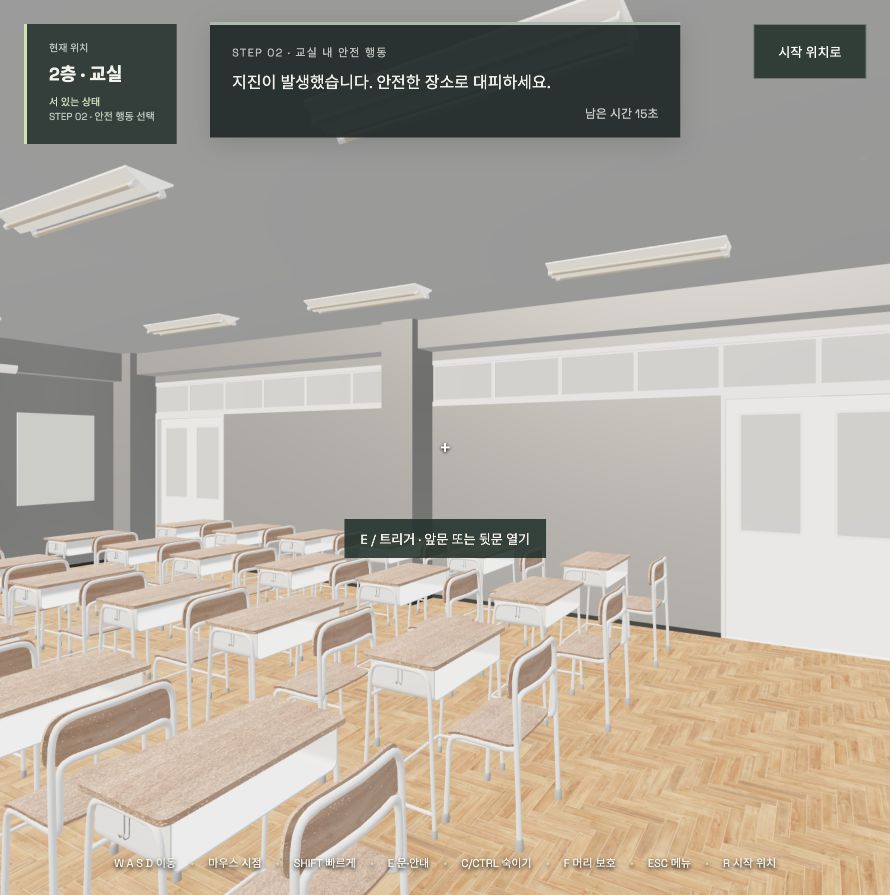 현재 위치
2층 · 교실
서 있는 상태
STEP 02 · 안전 행동 선택
STEP 02 · 교실 내 안전 행동
지진이 발생했습니다. 안전한 장소로 대피하세요.
남은 시간 15초
시작 위치로
+
E / 트리거 · 앞문 또는 뒷문 열기
W A S D 이동 · 마우스 시점 · SHIFT 빠르게 · E 문·안내 · C/CTRL 숙이기 · F 머리 보호 · ESC 메뉴 · R 시작 위치